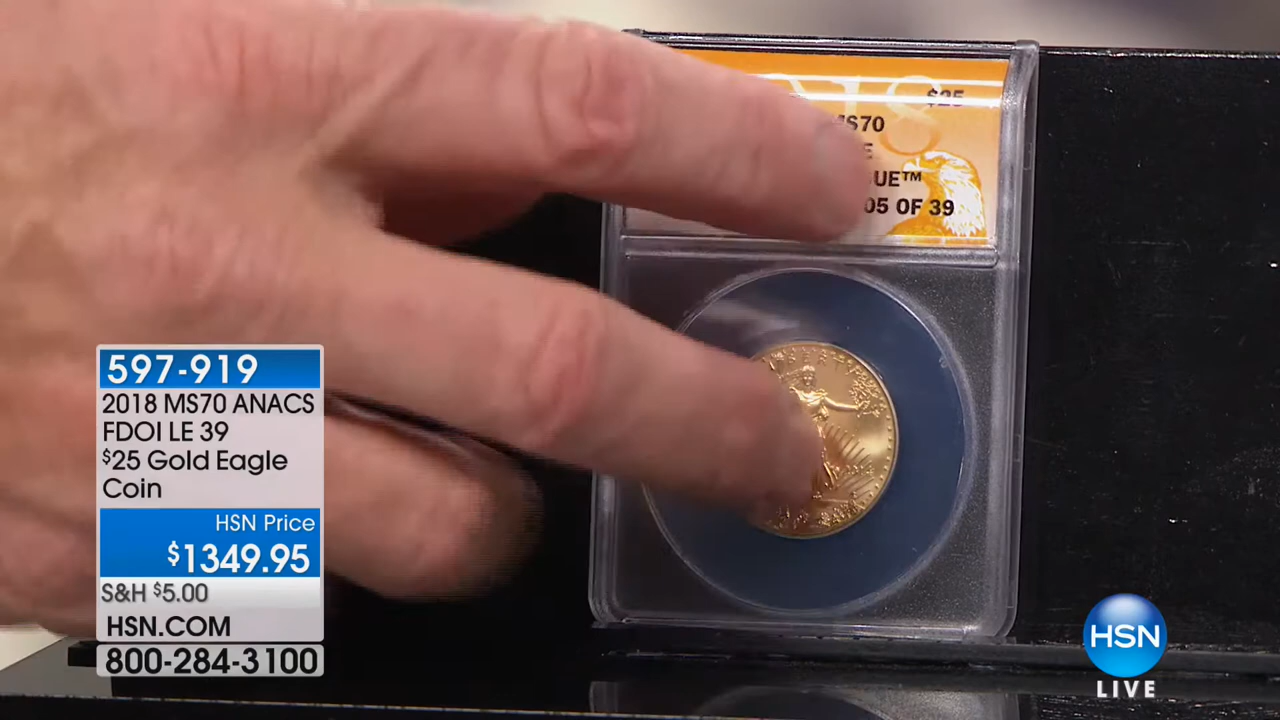 $25
MS70
E
UE™
05 OF 39
LIBERTY
597-919
2018 MS70 ANACS
FDOI LE 39
$25 Gold Eagle
Coin
HSN Price
$1349.95
S&H $5.00
HSN.COM
800-284-3100
HSN
LIVE